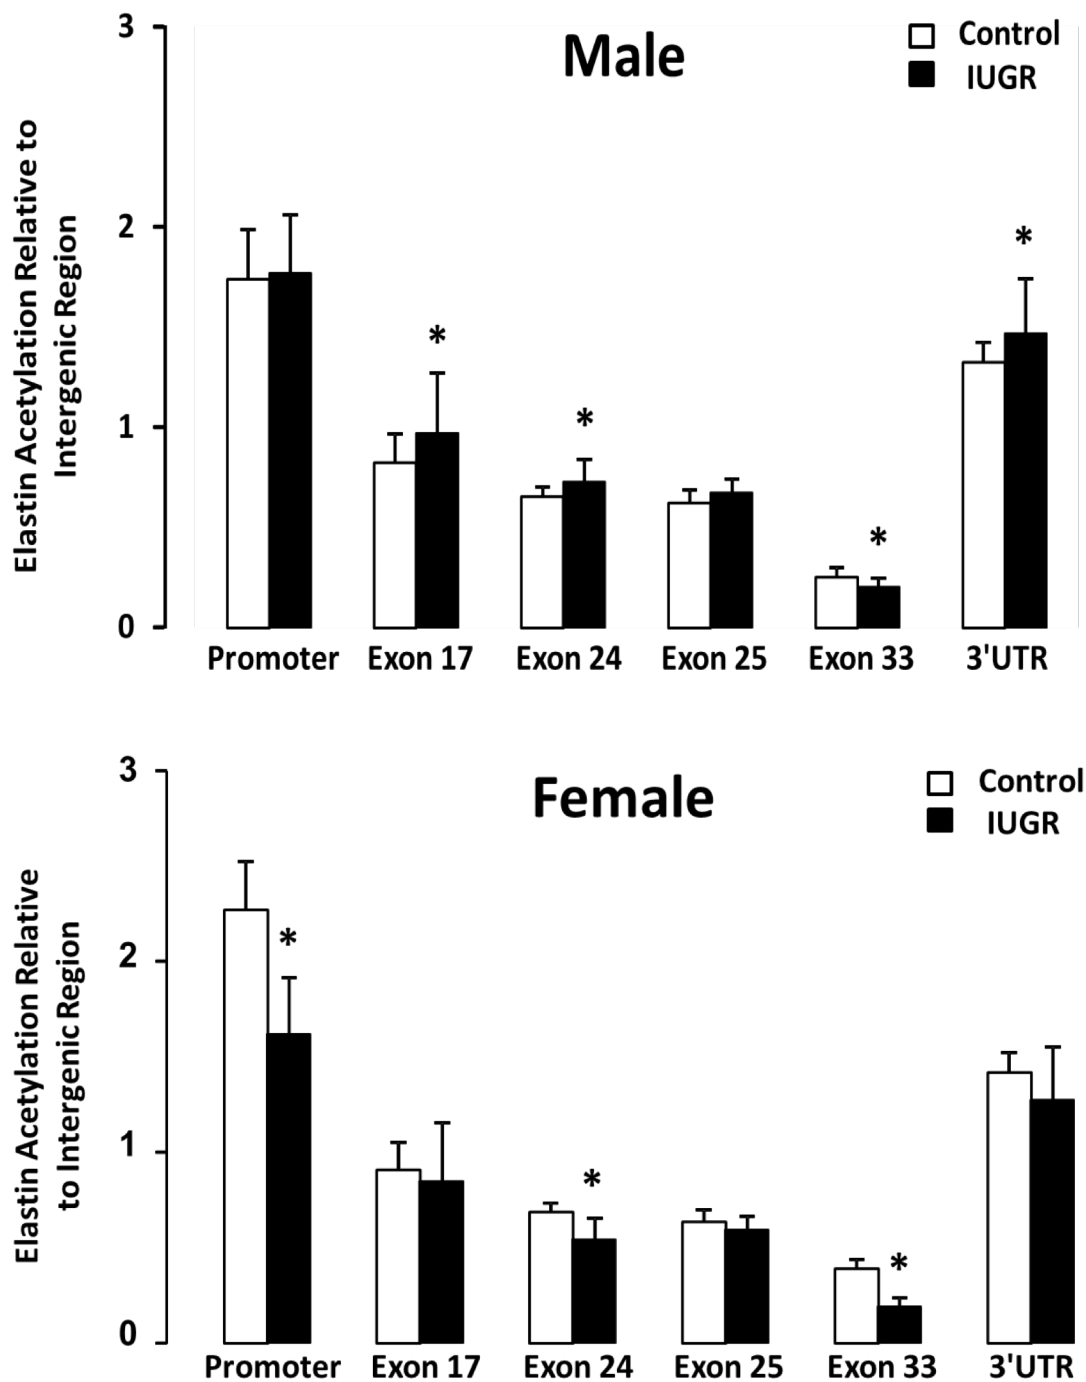 Male
Control
IUGR
Elastin Acetylation Relative to
Intergenic Region
3
2
1
0
*
*
*
*
Promoter Exon 17 Exon 24 Exon 25 Exon 33 3'UTR
Female
Control
IUGR
Elastin Acetylation Relative
to Intergenic Region
3
2
1
0
*
*
*
Promoter Exon 17 Exon 24 Exon 25 Exon 33 3'UTR